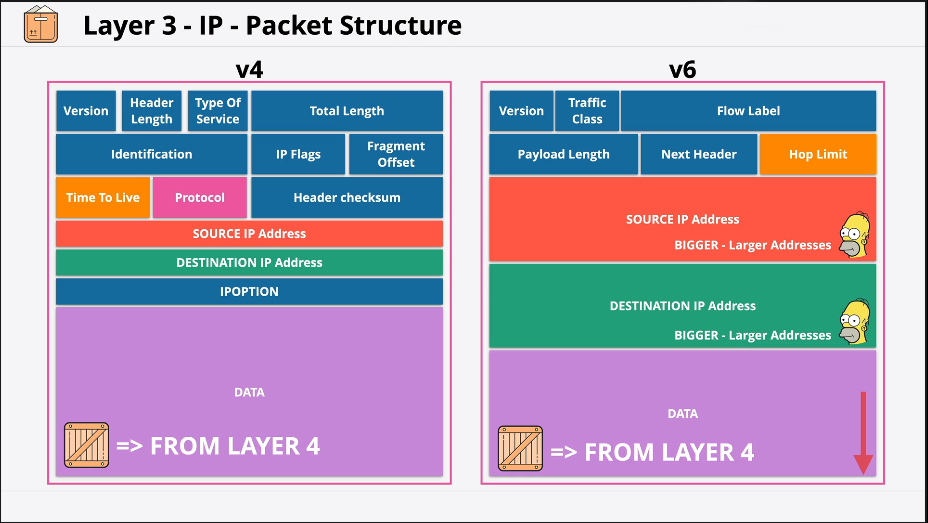 Layer 3 - IP - Packet Structure
v4
Version
Header
Length
Type Of
Service
Total Length
Identification
IP Flags
Fragment
Offset
Time To Live
Protocol
Header checksum
SOURCE IP Address
DESTINATION IP Address
IPOPTION
DATA
=> FROM LAYER 4
v6
Version
Traffic
Class
Flow Label
Payload Length
Next Header
Hop Limit
SOURCE IP Address
BIGGER - Larger Addresses
DESTINATION IP Address
BIGGER - Larger Addresses
DATA
=> FROM LAYER 4